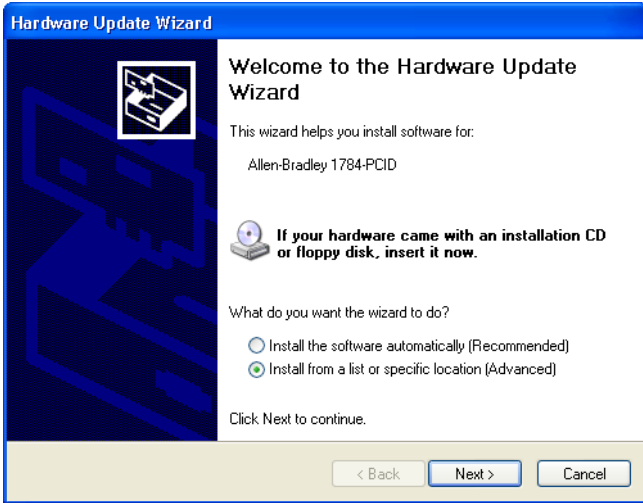 Hardware Update Wizard
Welcome to the Hardware Update
Wizard
This wizard helps you install software for:
Allen-Bradley 1784-PCID
If your hardware came with an installation CD
or floppy disk, insert it now.
What do you want the wizard to do?
Install the software automatically (Recommended)
Install from a list or specific location (Advanced)
Click Next to continue.
< Back Next > Cancel